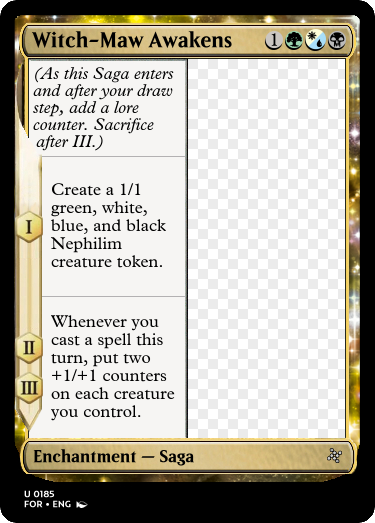 Witch-Maw Awakens 1
(As this Saga enters
and after your draw
step, add a lore
counter. Sacrifice
after III.)
I
Create a 1/1
green, white,
blue, and black
Nephilim
creature token.
II
III
Whenever you
cast a spell this
turn, put two
+1/+1 counters
on each creature
you control.
Enchantment — Saga
U 0185
FOR • ENG